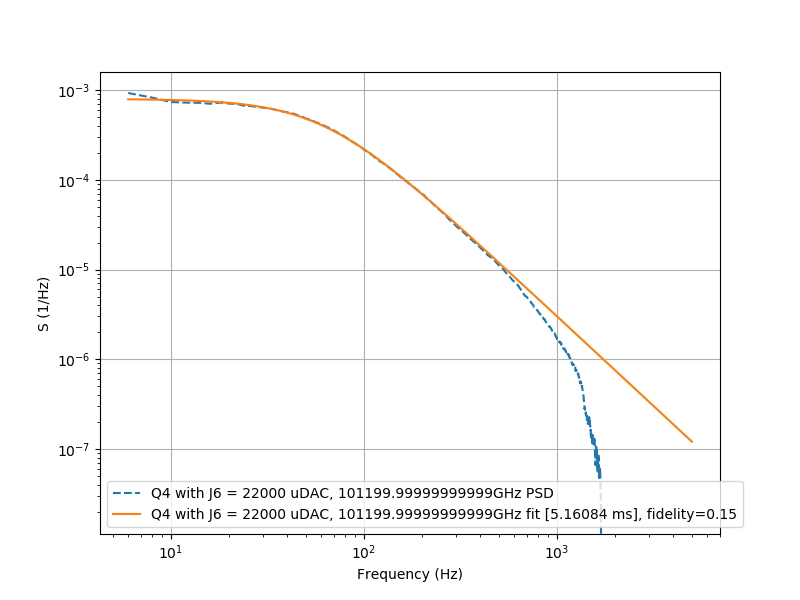 10⁻³
10⁻⁴
10⁻⁵
10⁻⁶
10⁻⁷
S (1/Hz)
Q4 with J6 = 22000 uDAC, 101199.99999999999GHz PSD
Q4 with J6 = 22000 uDAC, 101199.99999999999GHz fit [5.16084 ms], fidelity=0.15
10¹ 10² 10³
Frequency (Hz)